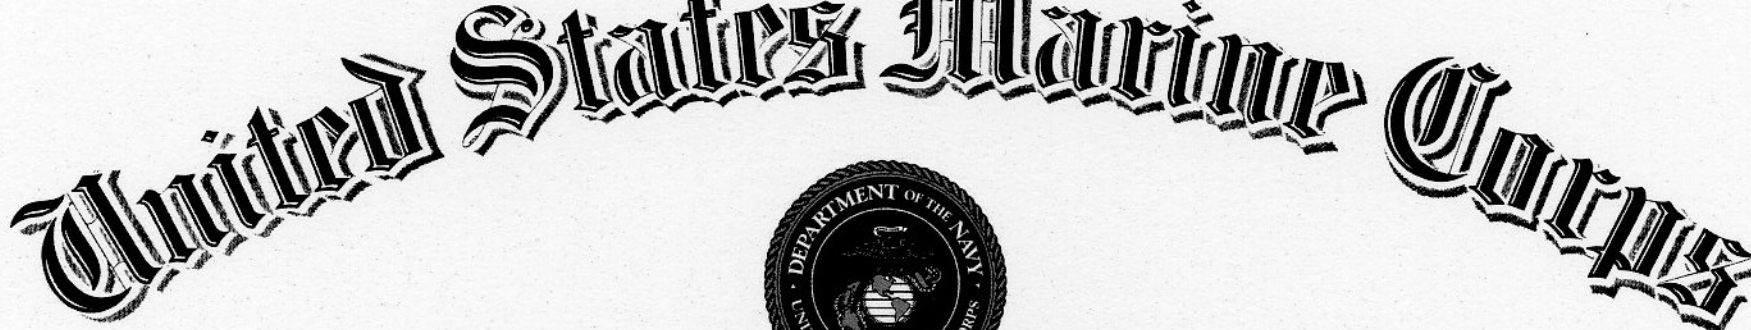 United States Marine Corps
DEPARTMENT OF THE NAVY